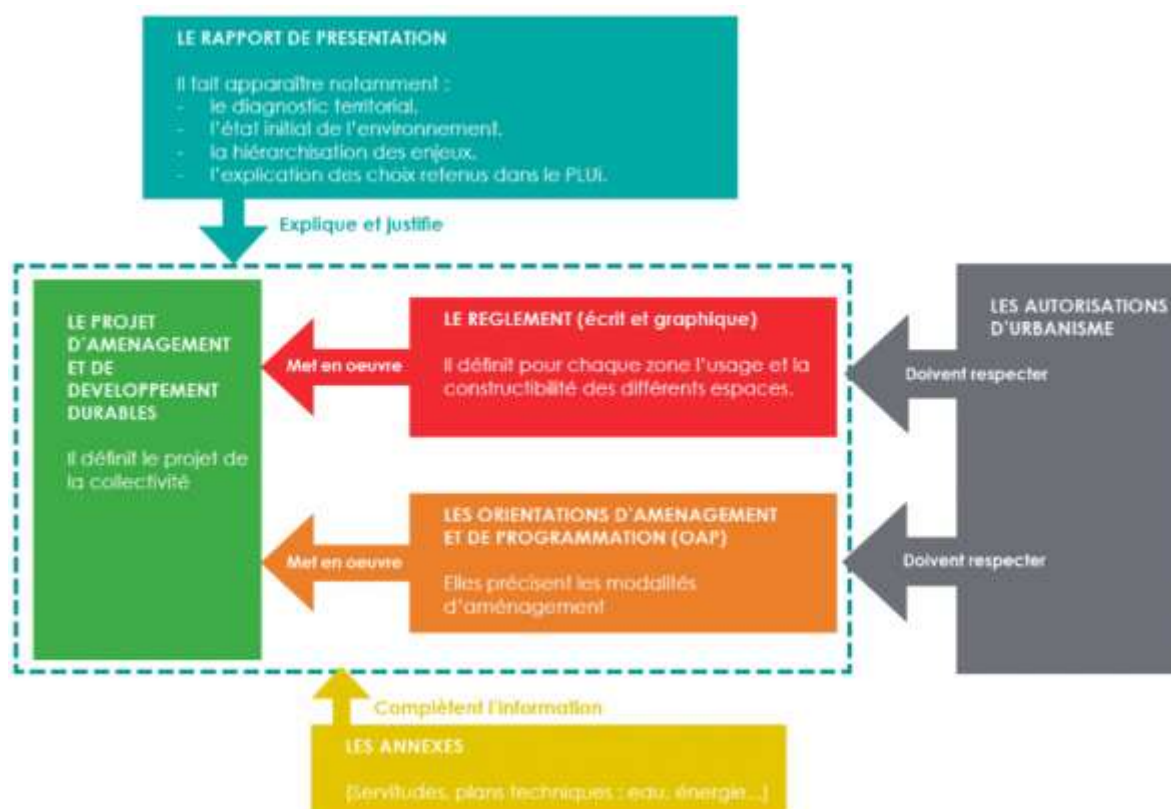 LE RAPPORT DE PRESENTATION
Il fait apparaître notamment :
- le diagnostic territorial,
- l'état initial de l'environnement,
- la hiérarchisation des enjeux,
- l'explication des choix retenus dans le PLUi.
Explique et justifie
LE PROJET
D'AMENAGEMENT
ET DE
DEVELOPPEMENT
DURABLES
Il définit le projet de
la collectivité
Met en oeuvre
LE REGLEMENT (écrit et graphique)
Il définit pour chaque zone l'usage et la
constructibilité des différents espaces.
Doivent respecter
LES AUTORISATIONS
D'URBANISME
Met en oeuvre
LES ORIENTATIONS D'AMENAGEMENT
ET DE PROGRAMMATION (OAP)
Elles précisent les modalités
d'aménagement
Doivent respecter
Complètent l'information
LES ANNEXES
(Servitudes, plans techniques : eau, énergie...)